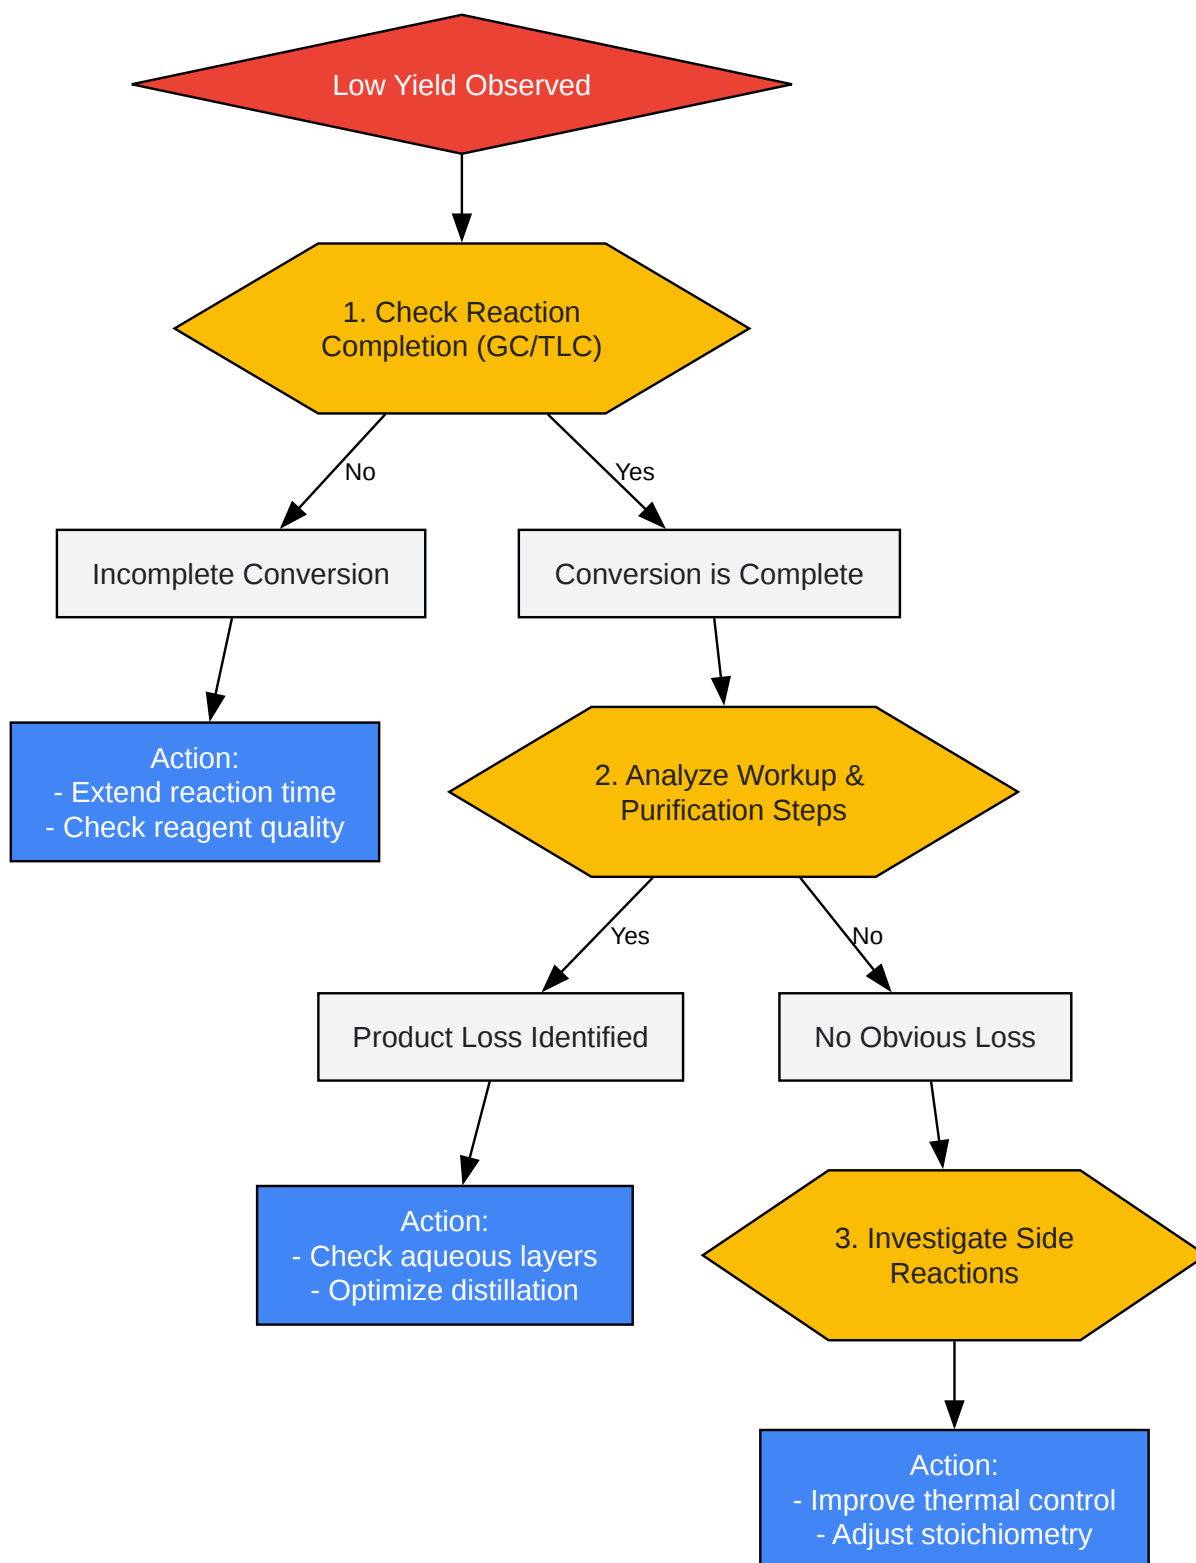 Low Yield Observed
1. Check Reaction
Completion (GC/TLC)
No
Yes
Incomplete Conversion
Conversion is Complete
Action:
- Extend reaction time
- Check reagent quality
2. Analyze Workup &
Purification Steps
Yes
No
Product Loss Identified
No Obvious Loss
Action:
- Check aqueous layers
- Optimize distillation
3. Investigate Side
Reactions
Action:
- Improve thermal control
- Adjust stoichiometry